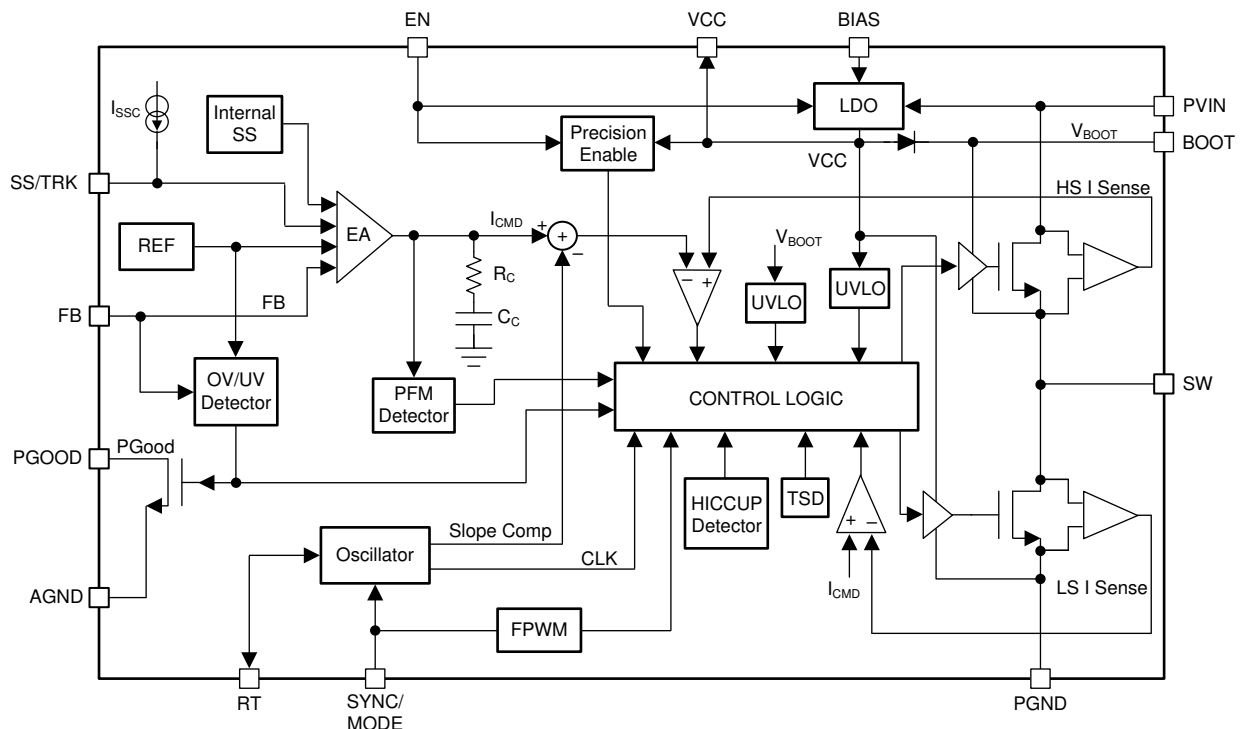 EN
VCC
BIAS
I_SSC
Internal
SS
LDO
PVIN
Precision
Enable
V_BOOT
BOOT
VCC
SS/TRK
HS I Sense
I_CMD
+
+
−
EA
REF
V_BOOT
R_C
− +
UVLO
UVLO
FB
FB
C_C
OV/UV
Detector
PFM
Detector
CONTROL LOGIC
SW
PGOOD
PGood
HICCUP
Detector
TSD
+ −
Slope Comp
Oscillator
CLK
I_CMD
LS I Sense
AGND
FPWM
RT
SYNC/
MODE
PGND